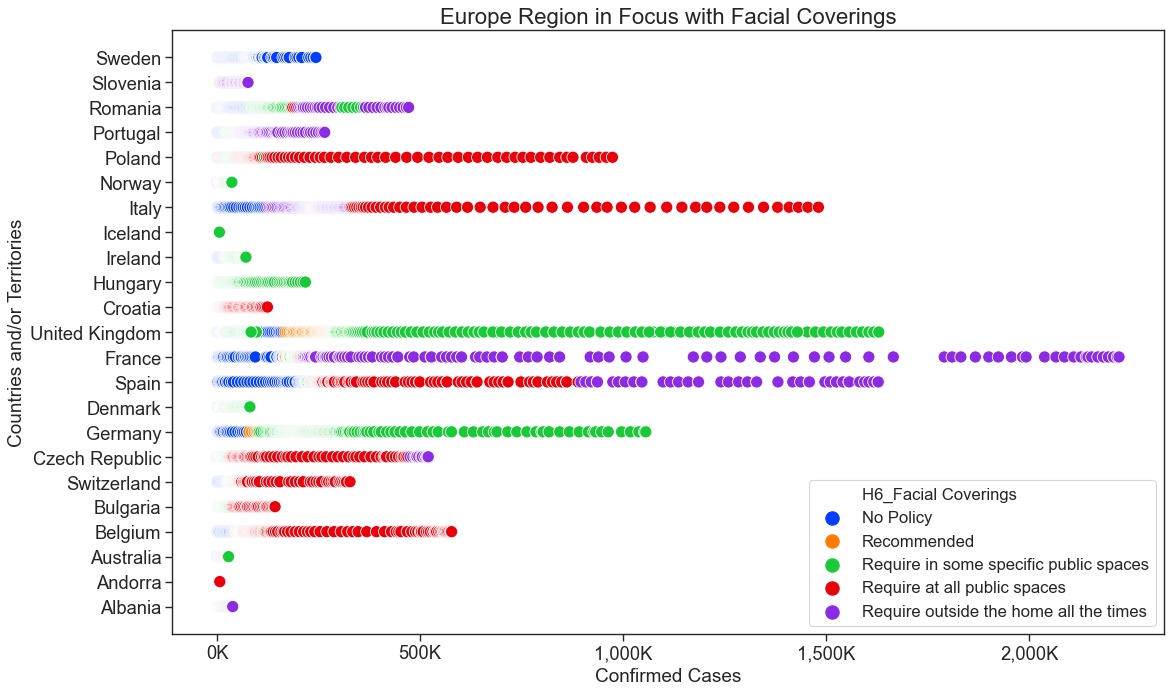 Europe Region in Focus with Facial Coverings
Countries and/or Territories
Sweden
Slovenia
Romania
Portugal
Poland
Norway
Italy
Iceland
Ireland
Hungary
Croatia
United Kingdom
France
Spain
Denmark
Germany
Czech Republic
Switzerland
Bulgaria
Belgium
Australia
Andorra
Albania
H6_Facial Coverings
No Policy
Recommended
Require in some specific public spaces
Require at all public spaces
Require outside the home all the times
0K 500K 1,000K 1,500K 2,000K
Confirmed Cases